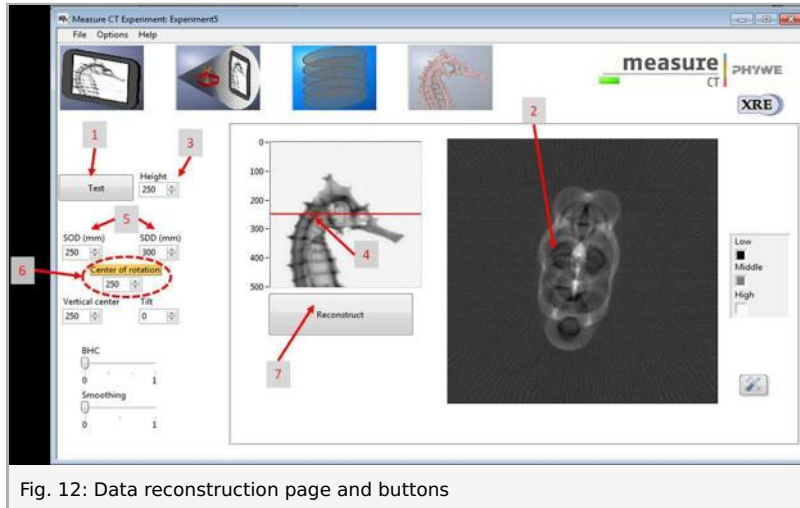 Measure CT Experiment: Experiment5
File Options Help
measure
CT
PHYWE
XRE
1
3
2
Height
Test
250
5
SOD (mm)
SDD (mm)
250
300
6
Center of rotation
250
Vertical center
Tilt
250
0
BHC
0
1
Smoothing
0
1
0
100
200
300
400
500
4
Reconstruct
7
Low
Middle
High
Fig. 12: Data reconstruction page and buttons